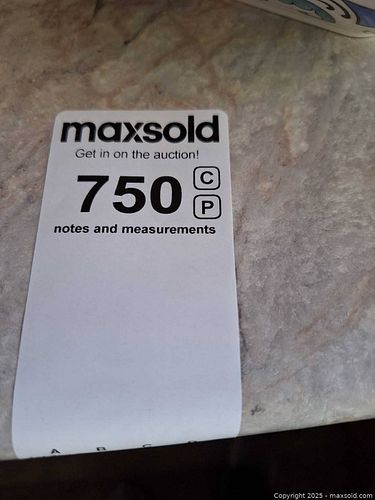 maxsold
Get in on the auction!
750 C
P
notes and measurements
A B C
Copyright 2025 - maxsold.com